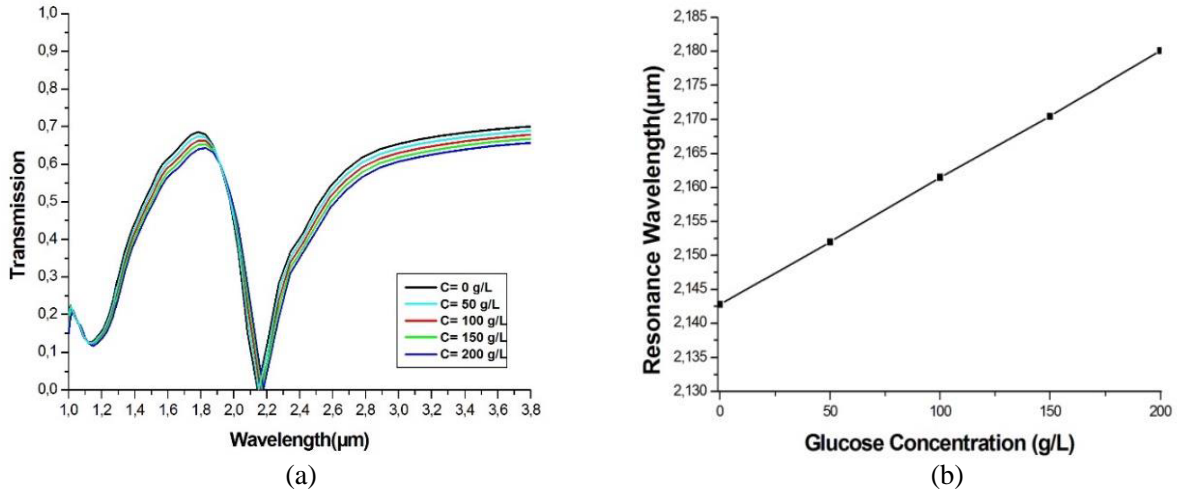 1,0
0,9
0,8
0,7
0,6
0,5
0,4
0,3
0,2
0,1
0,0
Transmission
1,0 1,2 1,4 1,6 1,8 2,0 2,2 2,4 2,6 2,8 3,0 3,2 3,4 3,6 3,8
Wavelength(µm)
C= 0 g/L
C= 50 g/L
C= 100 g/L
C= 150 g/L
C= 200 g/L
(a)
2,185
2,180
2,175
2,170
2,165
2,160
2,155
2,150
2,145
2,140
2,135
2,130
Resonance Wavelength(µm)
0 50 100 150 200
Glucose Concentration (g/L)
(b)